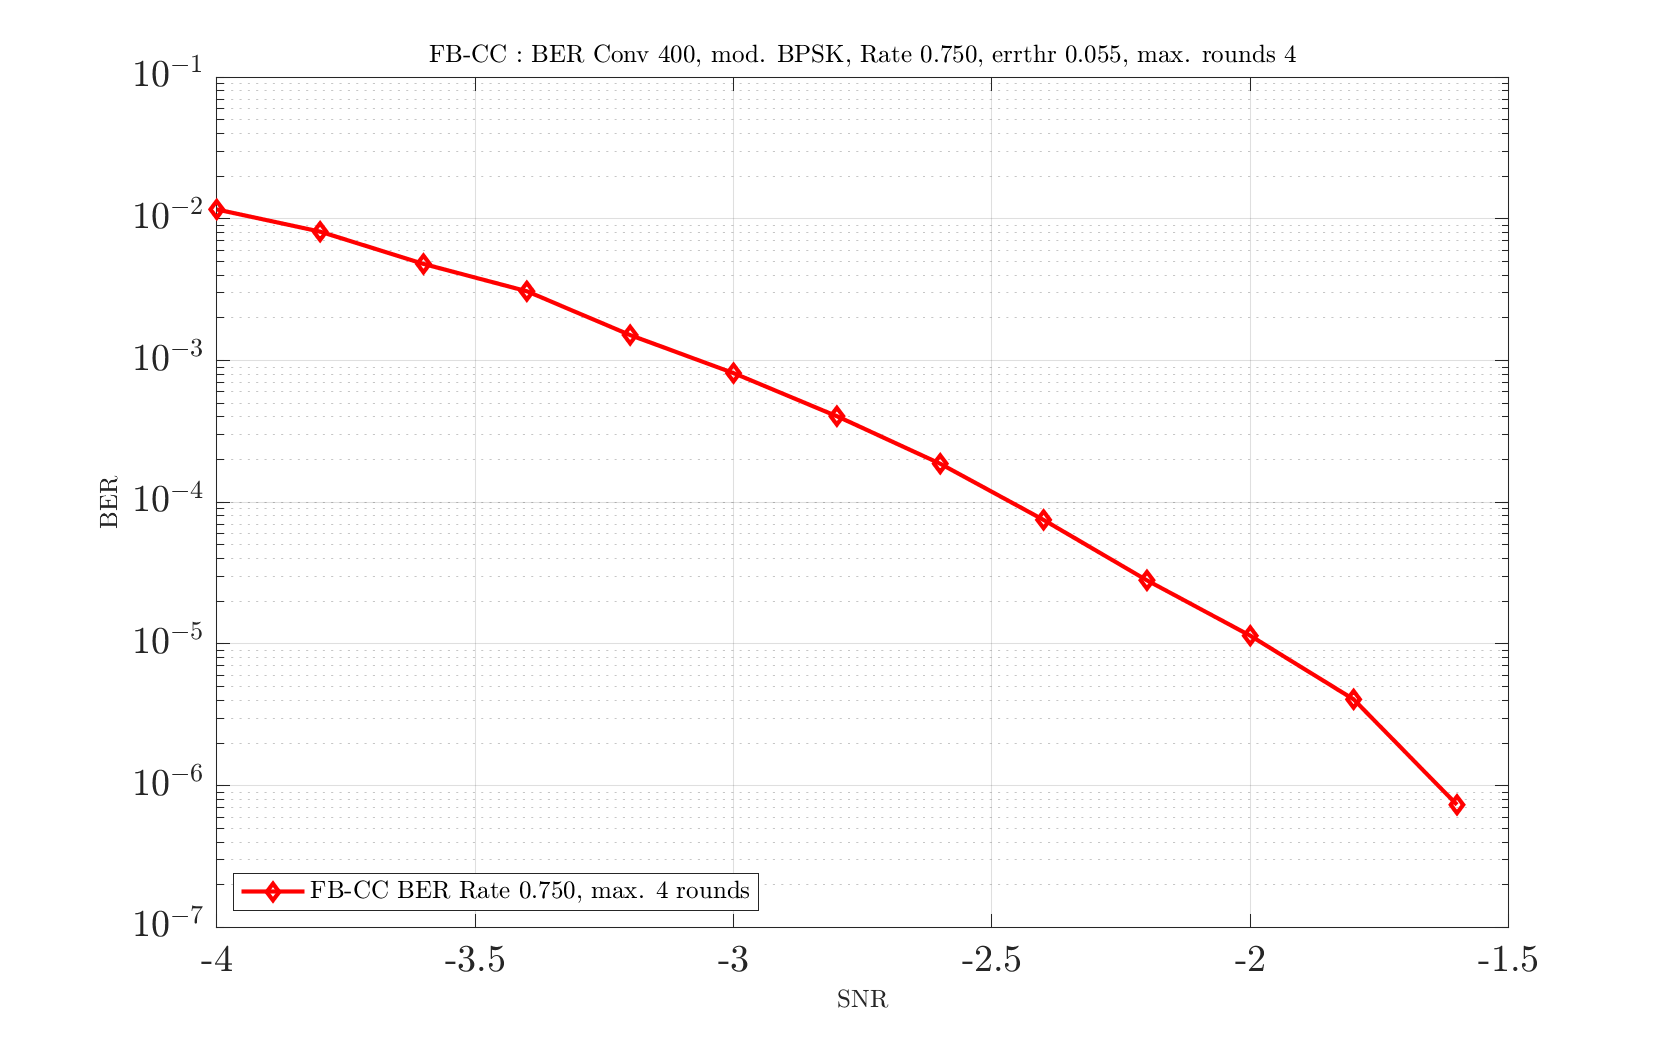 FB-CC : BER Conv 400, mod. BPSK, Rate 0.750, errthr 0.055, max. rounds 4
10^{-1}
10^{-2}
10^{-3}
10^{-4}
10^{-5}
10^{-6}
10^{-7}
BER
FB-CC BER Rate 0.750, max. 4 rounds
-4 -3.5 -3 -2.5 -2 -1.5
SNR